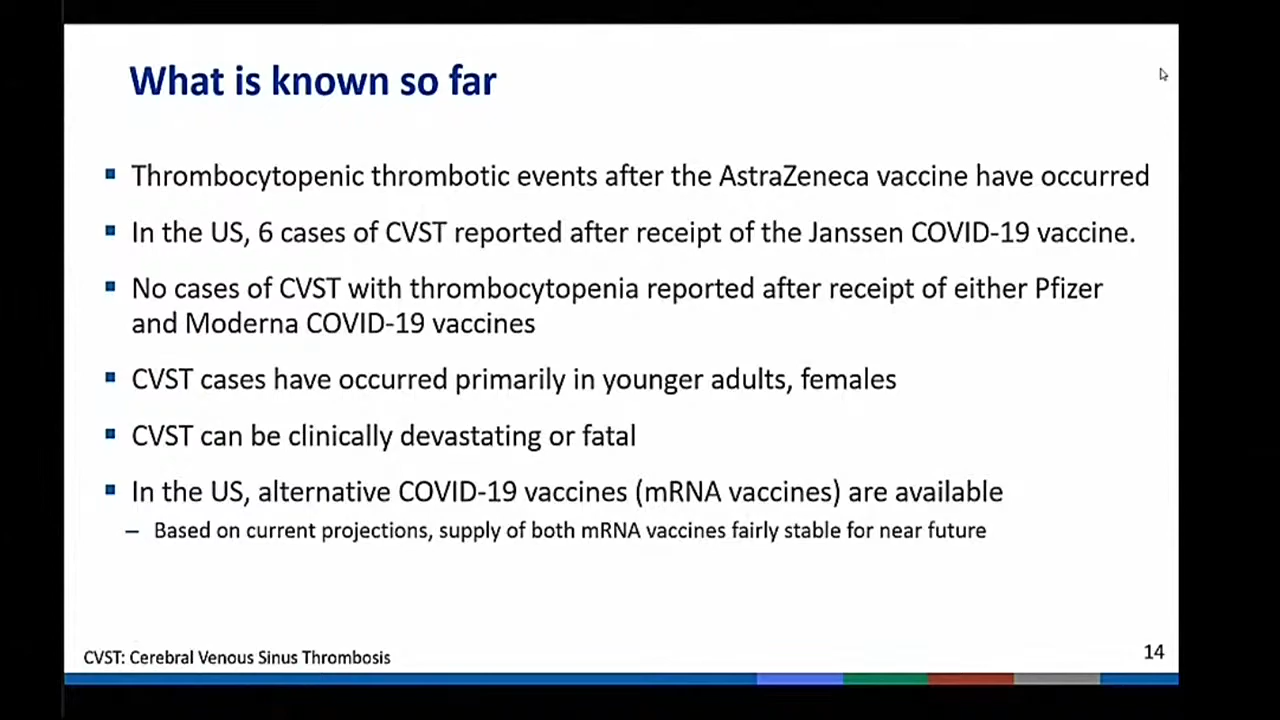 What is known so far
Thrombocytopenic thrombotic events after the AstraZeneca vaccine have occurred
In the US, 6 cases of CVST reported after receipt of the Janssen COVID-19 vaccine.
No cases of CVST with thrombocytopenia reported after receipt of either Pfizer
and Moderna COVID-19 vaccines
CVST cases have occurred primarily in younger adults, females
CVST can be clinically devastating or fatal
In the US, alternative COVID-19 vaccines (mRNA vaccines) are available
– Based on current projections, supply of both mRNA vaccines fairly stable for near future
CVST: Cerebral Venous Sinus Thrombosis
14